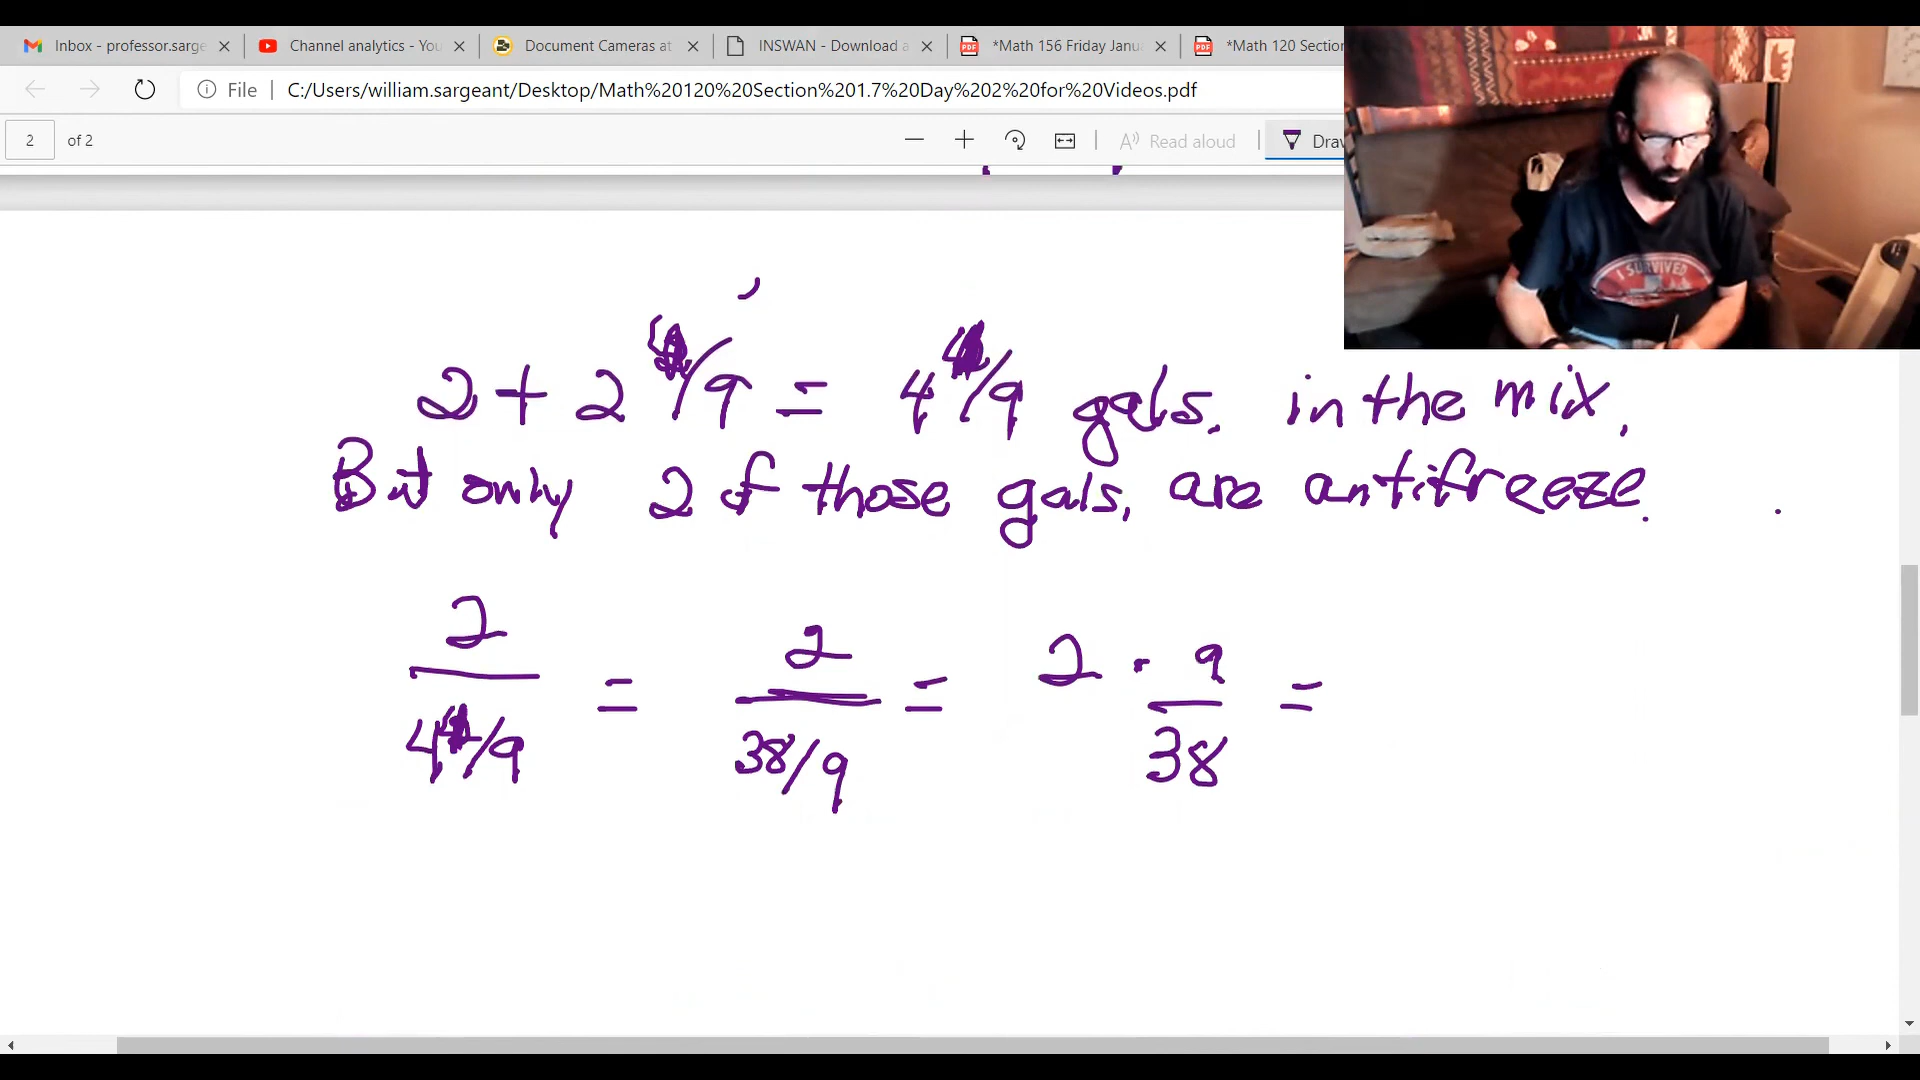 Inbox - professor.sarge
Channel analytics - You
Document Cameras at
INSWAN - Download a
*Math 156 Friday Janu
*Math 120 Section
File
C:/Users/william.sargeant/Desktop/Math%20120%20Section%201.7%20Day%202%20for%20Videos.pdf
2 of 2
Read aloud
Draw
I SURVIVED
2 + 2 4/9 = 4 4/9 gals. in the mix.
But only 2 of those gals. are antifreeze.
2 / (4 4/9) = 2 / (38/9) = 2 · 9/38 =